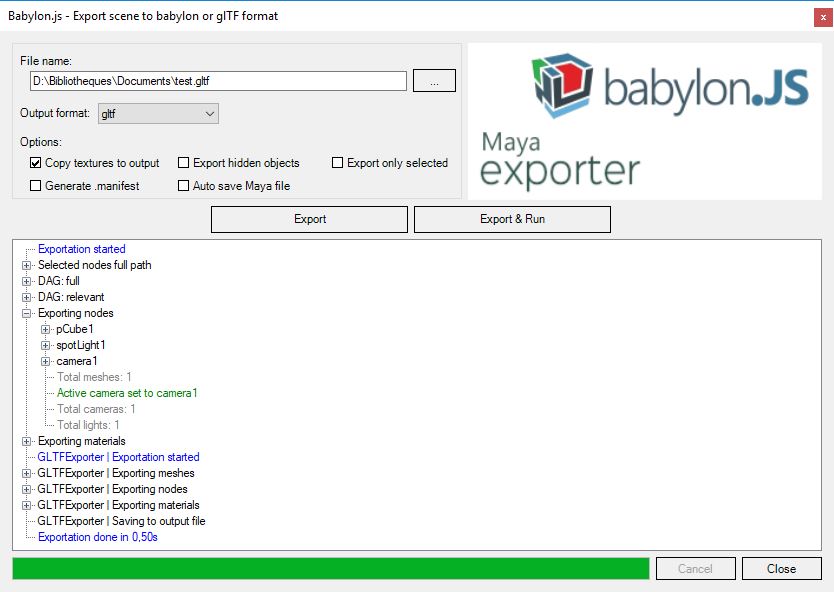 Babylon.js - Export scene to babylon or glTF format
x
File name:
D:\Bibliotheques\Documents\test.gltf
...
Output format: gltf
Options:
Copy textures to output Export hidden objects Export only selected
Generate .manifest Auto save Maya file
babylon.JS
Maya
exporter
Export Export & Run
Exportation started
Selected nodes full path
DAG: full
DAG: relevant
Exporting nodes
pCube1
spotLight1
camera1
Total meshes: 1
Active camera set to camera1
Total cameras: 1
Total lights: 1
Exporting materials
GLTFExporter | Exportation started
GLTFExporter | Exporting meshes
GLTFExporter | Exporting nodes
GLTFExporter | Exporting materials
GLTFExporter | Saving to output file
Exportation done in 0,50s
Cancel Close